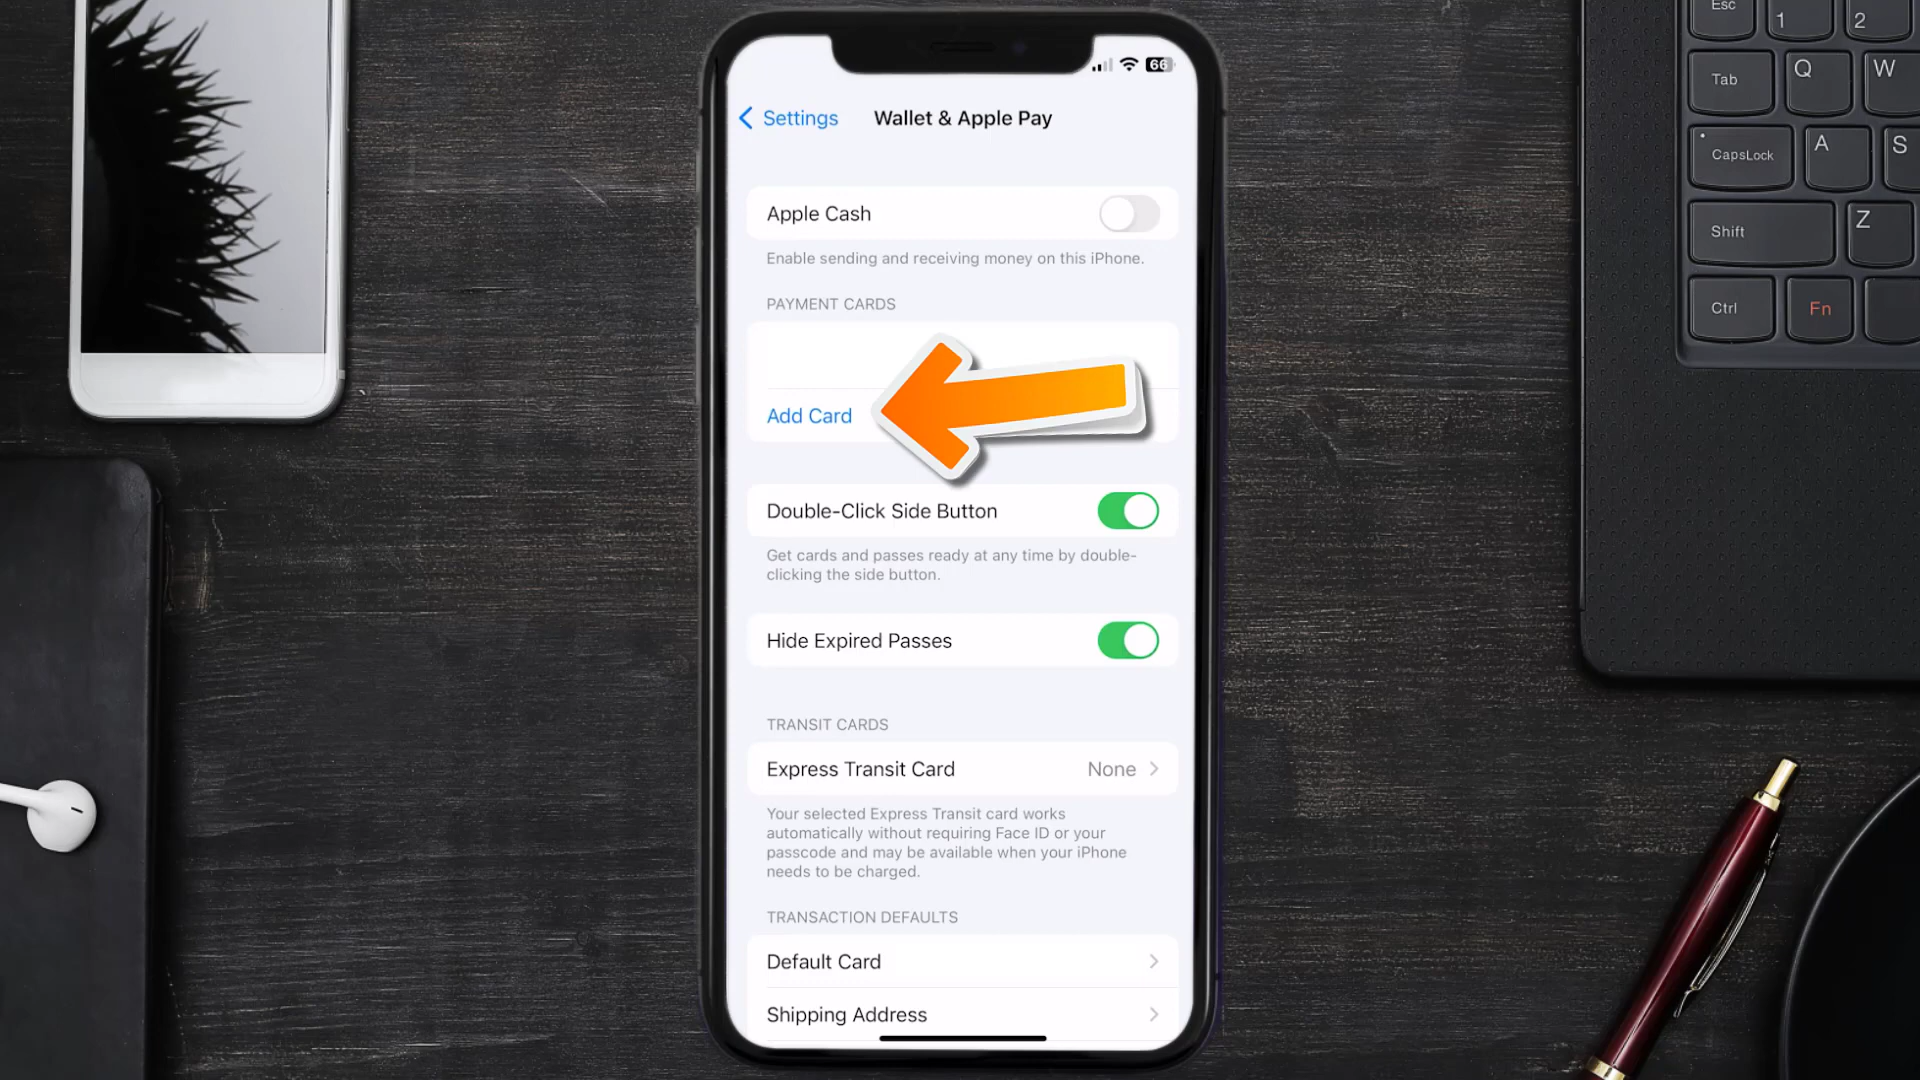 66
Settings
Wallet & Apple Pay
Apple Cash
Enable sending and receiving money on this iPhone.
PAYMENT CARDS
Add Card
Double-Click Side Button
Get cards and passes ready at any time by double-
clicking the side button.
Hide Expired Passes
TRANSIT CARDS
Express Transit Card
None
Your selected Express Transit card works
automatically without requiring Face ID or your
passcode and may be available when your iPhone
needs to be charged.
TRANSACTION DEFAULTS
Default Card
Shipping Address
Esc
1
2
Tab
Q
W
CapsLock
A
S
Shift
Z
Ctrl
Fn